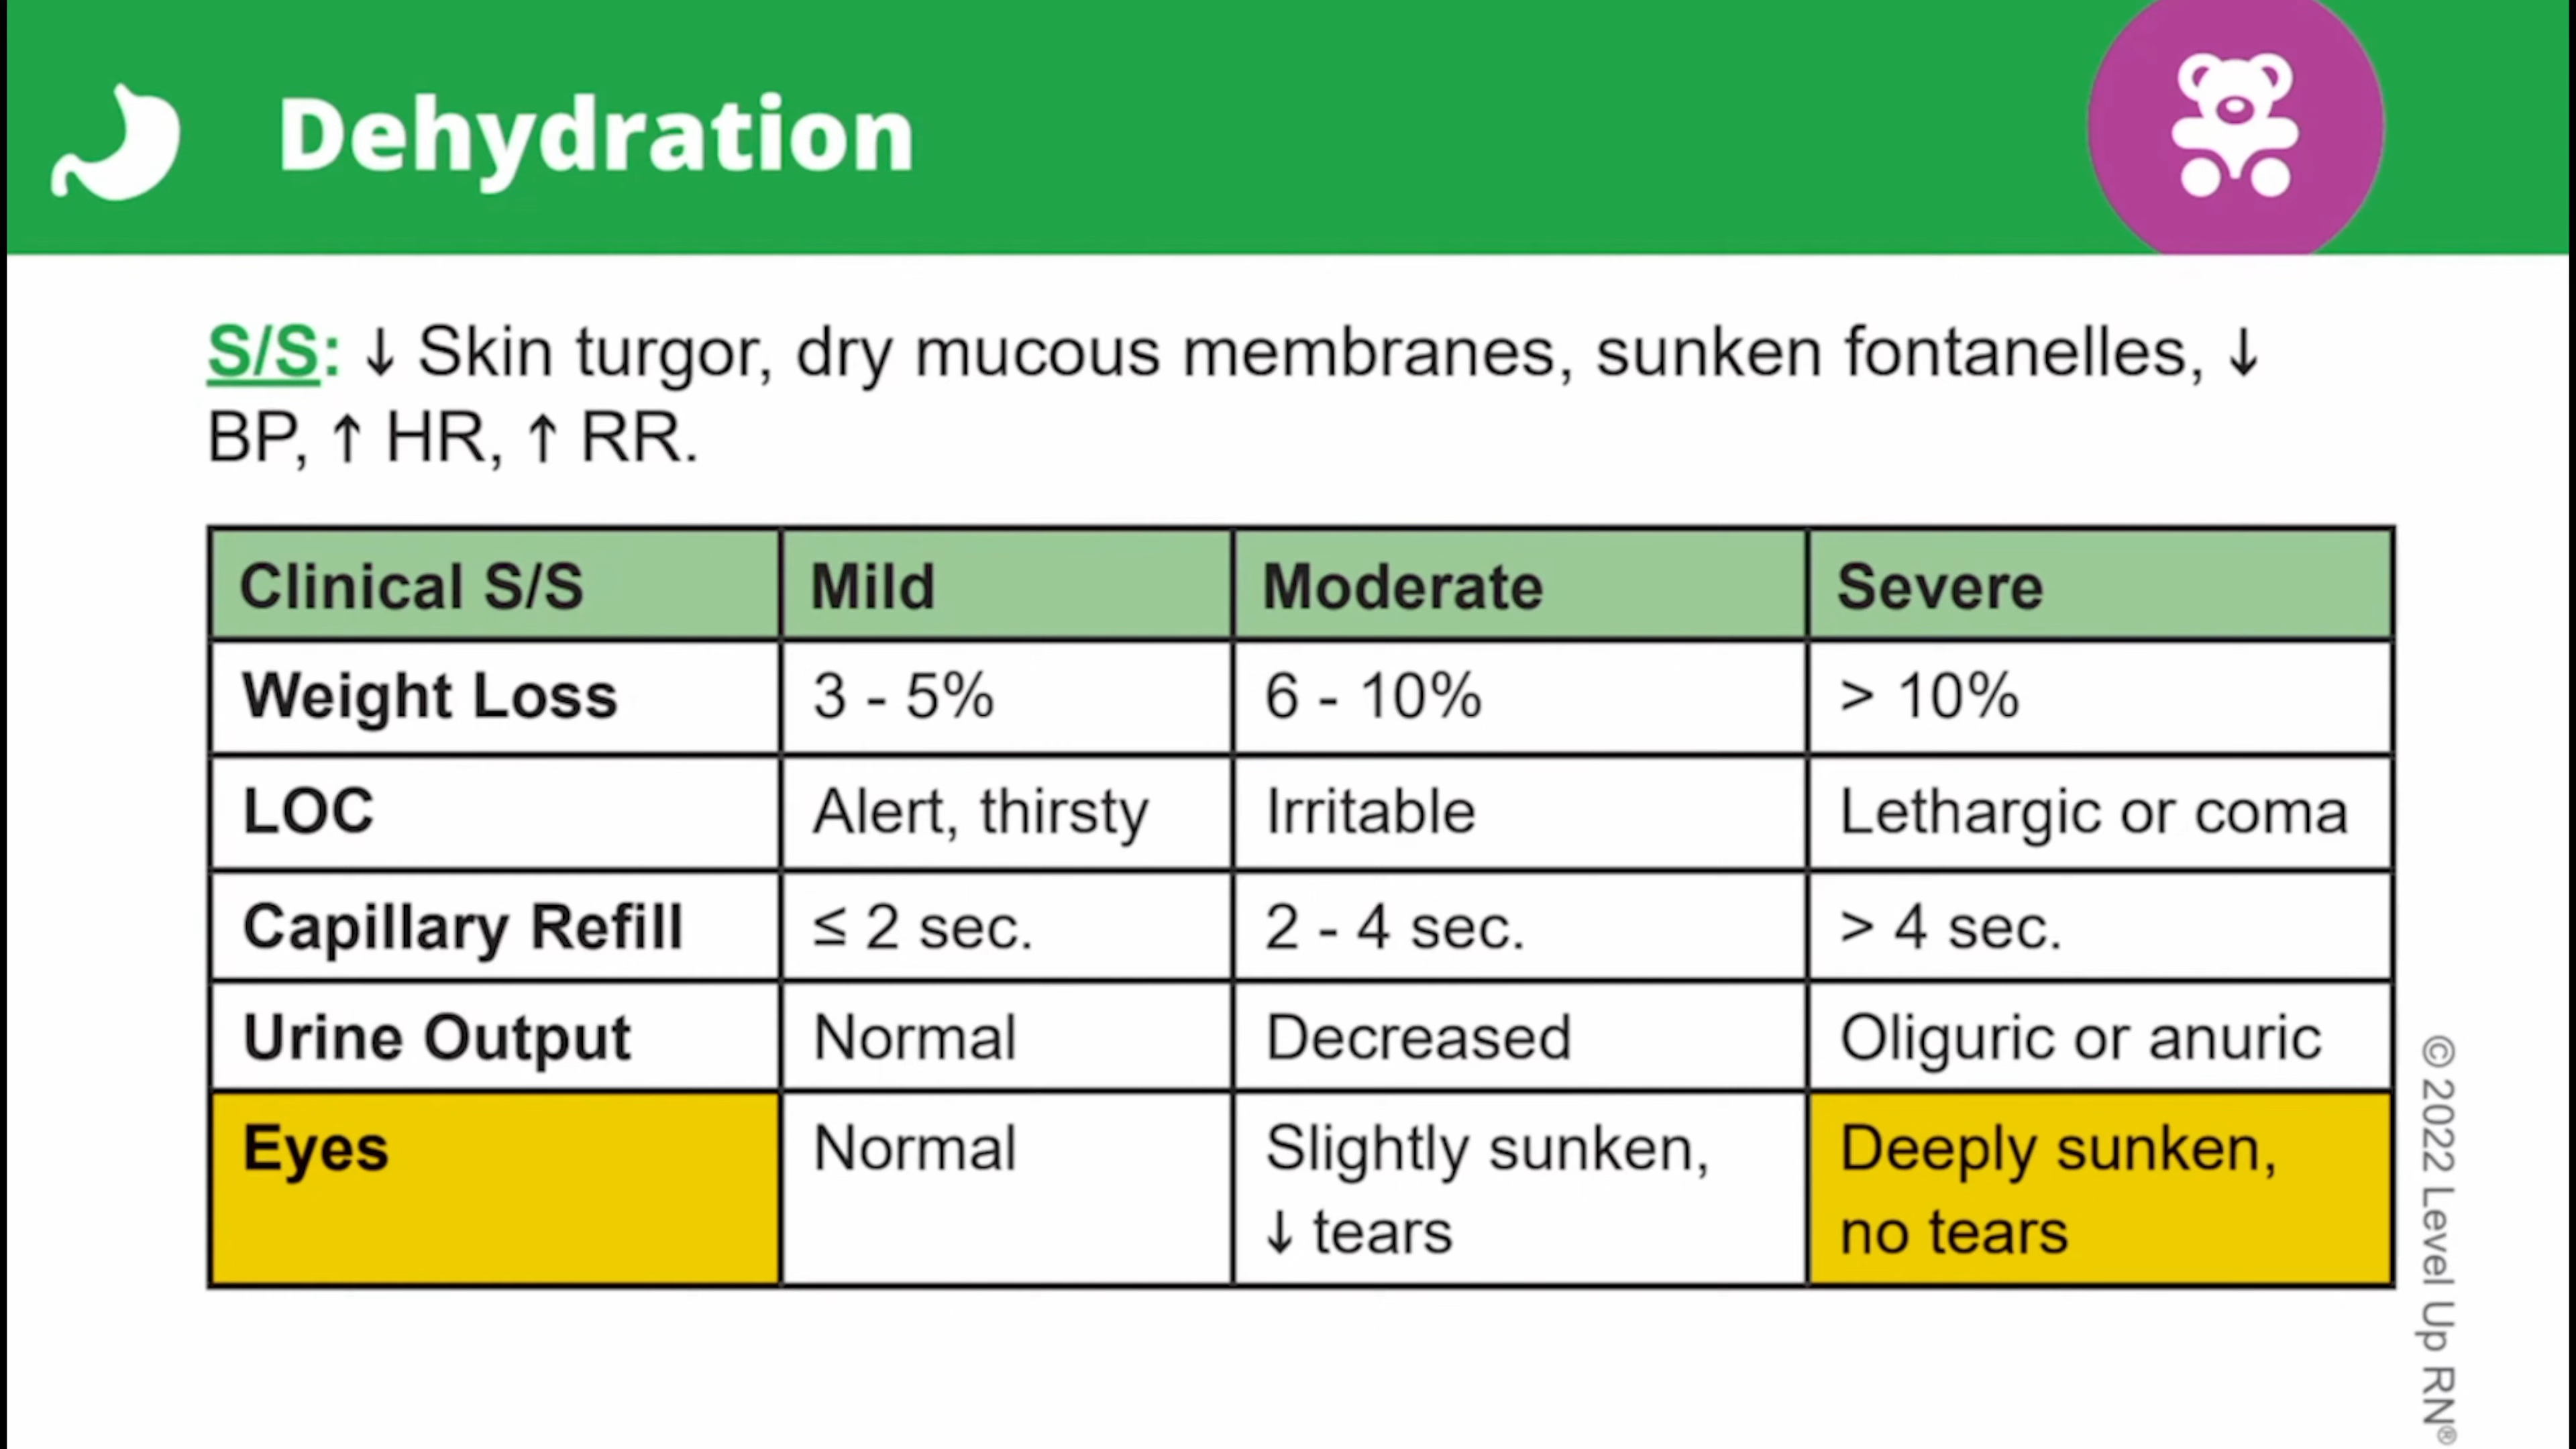 Dehydration
S/S: ↓ Skin turgor, dry mucous membranes, sunken fontanelles, ↓
BP, ↑ HR, ↑ RR.
Clinical S/S Mild Moderate Severe
Weight Loss 3 - 5% 6 - 10% > 10%
LOC Alert, thirsty Irritable Lethargic or coma
Capillary Refill ≤ 2 sec. 2 - 4 sec. > 4 sec.
Urine Output Normal Decreased Oliguric or anuric
Eyes Normal Slightly sunken, Deeply sunken,
↓ tears no tears
© 2022 Level Up RN®